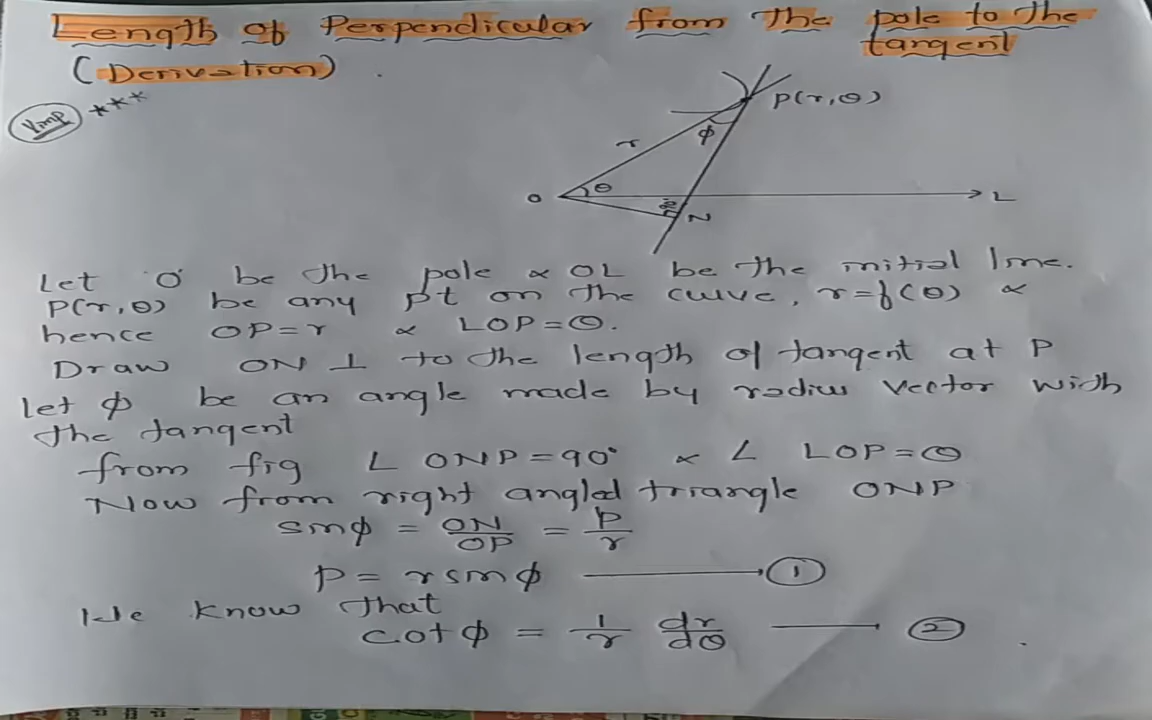 Length of Perpendicular from The pole to The tangent
(Derivation).
Vimp ***
P(r,θ)
r
φ
θ
O
L
N
Let 'O' be the pole & OL be the initial line.
P(r,θ) be any pt on the curve, r=f(θ) &
hence OP=r & LOP=θ.
Draw ON ⊥ to the length of tangent at P
let φ be an angle made by radius vector with
the tangent
from fig ∠ ONP=90° & ∠ LOP=θ
Now from right angled triangle ONP
sinφ = ON/OP = P/r
P = r sinφ → ①
We know that
cotφ = 1/r dr/dθ → ②